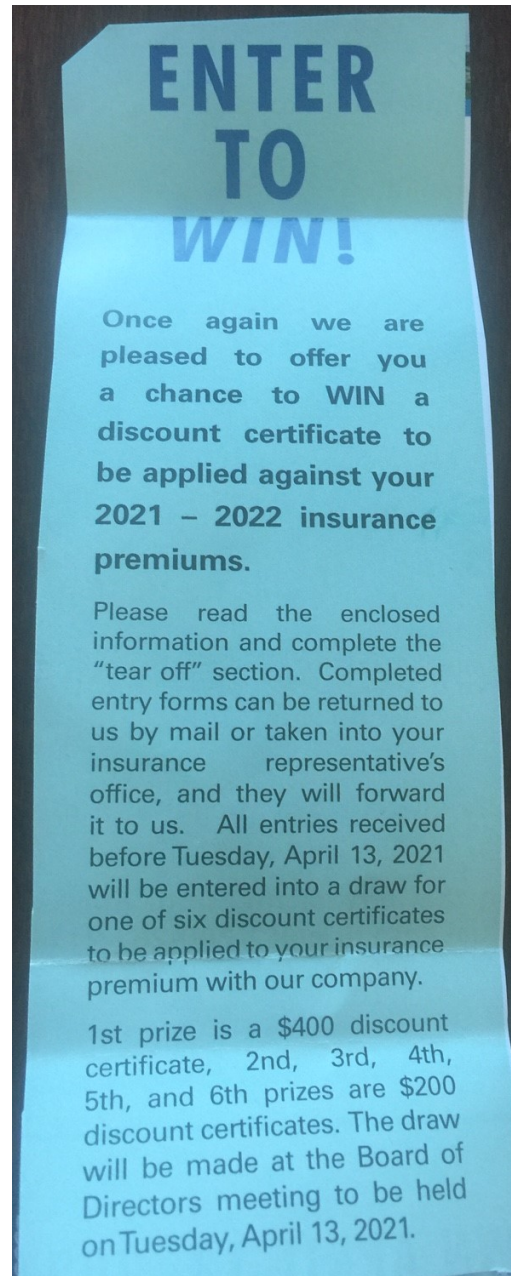 ENTER
TO
WIN!
Once again we are
pleased to offer you
a chance to WIN a
discount certificate to
be applied against your
2021 – 2022 insurance
premiums.
Please read the enclosed
information and complete the
“tear off” section. Completed
entry forms can be returned to
us by mail or taken into your
insurance representative’s
office, and they will forward
it to us. All entries received
before Tuesday, April 13, 2021
will be entered into a draw for
one of six discount certificates
to be applied to your insurance
premium with our company.
1st prize is a $400 discount
certificate, 2nd, 3rd, 4th,
5th, and 6th prizes are $200
discount certificates. The draw
will be made at the Board of
Directors meeting to be held
on Tuesday, April 13, 2021.